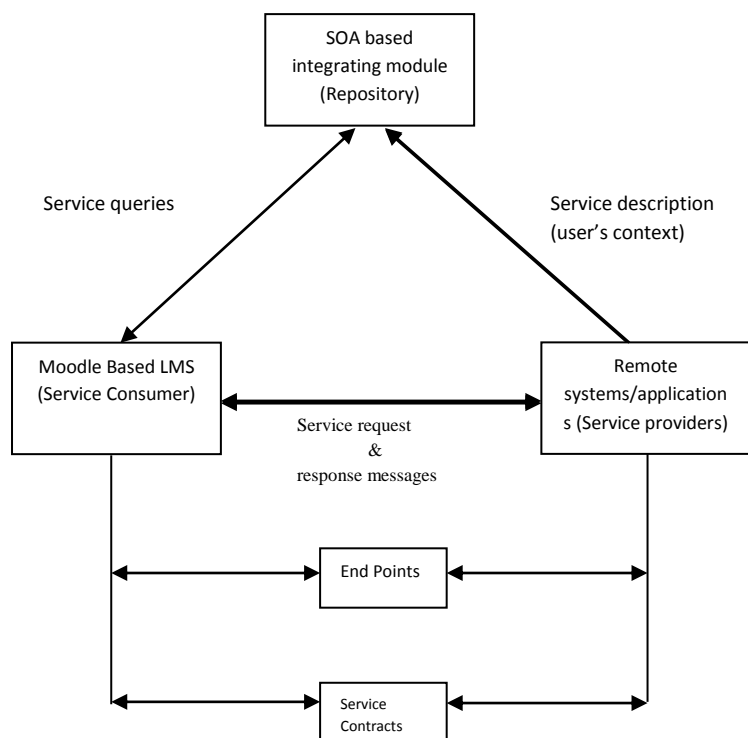 SOA based
integrating module
(Repository)
Service queries
Service description
(user’s context)
Moodle Based LMS
(Service Consumer)
Remote
systems/application
s (Service providers)
Service request
&
response messages
End Points
Service
Contracts